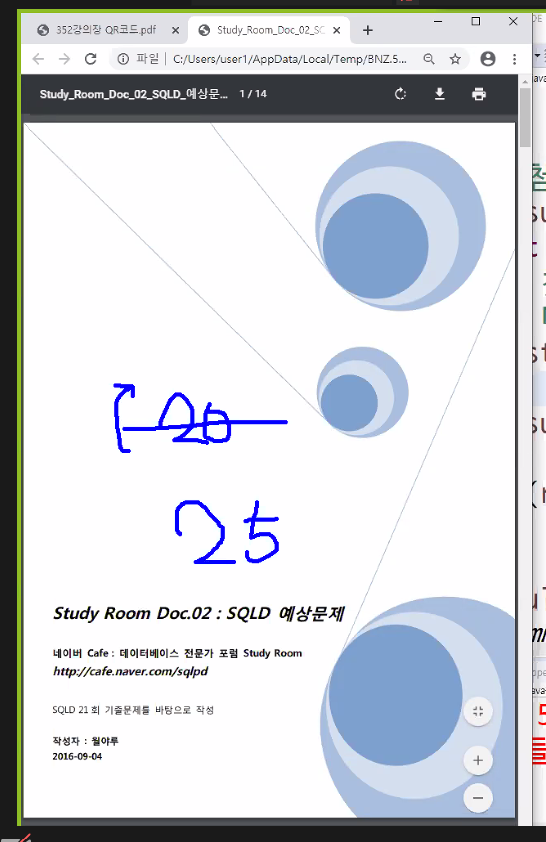 352강의장 QR코드.pdf
Study_Room_Doc_02_SQ
파일
C:/Users/user1/AppData/Local/Temp/BNZ.5...
Study_Room_Doc_02_SQLD_예상문...
1 / 14
20
25
Study Room Doc.02 : SQLD 예상문제
네이버 Cafe : 데이터베이스 전문가 포럼 Study Room
http://cafe.naver.com/sqlpd
SQLD 21회 기출문제를 바탕으로 작성
작성자 : 월야루
2016-09-04